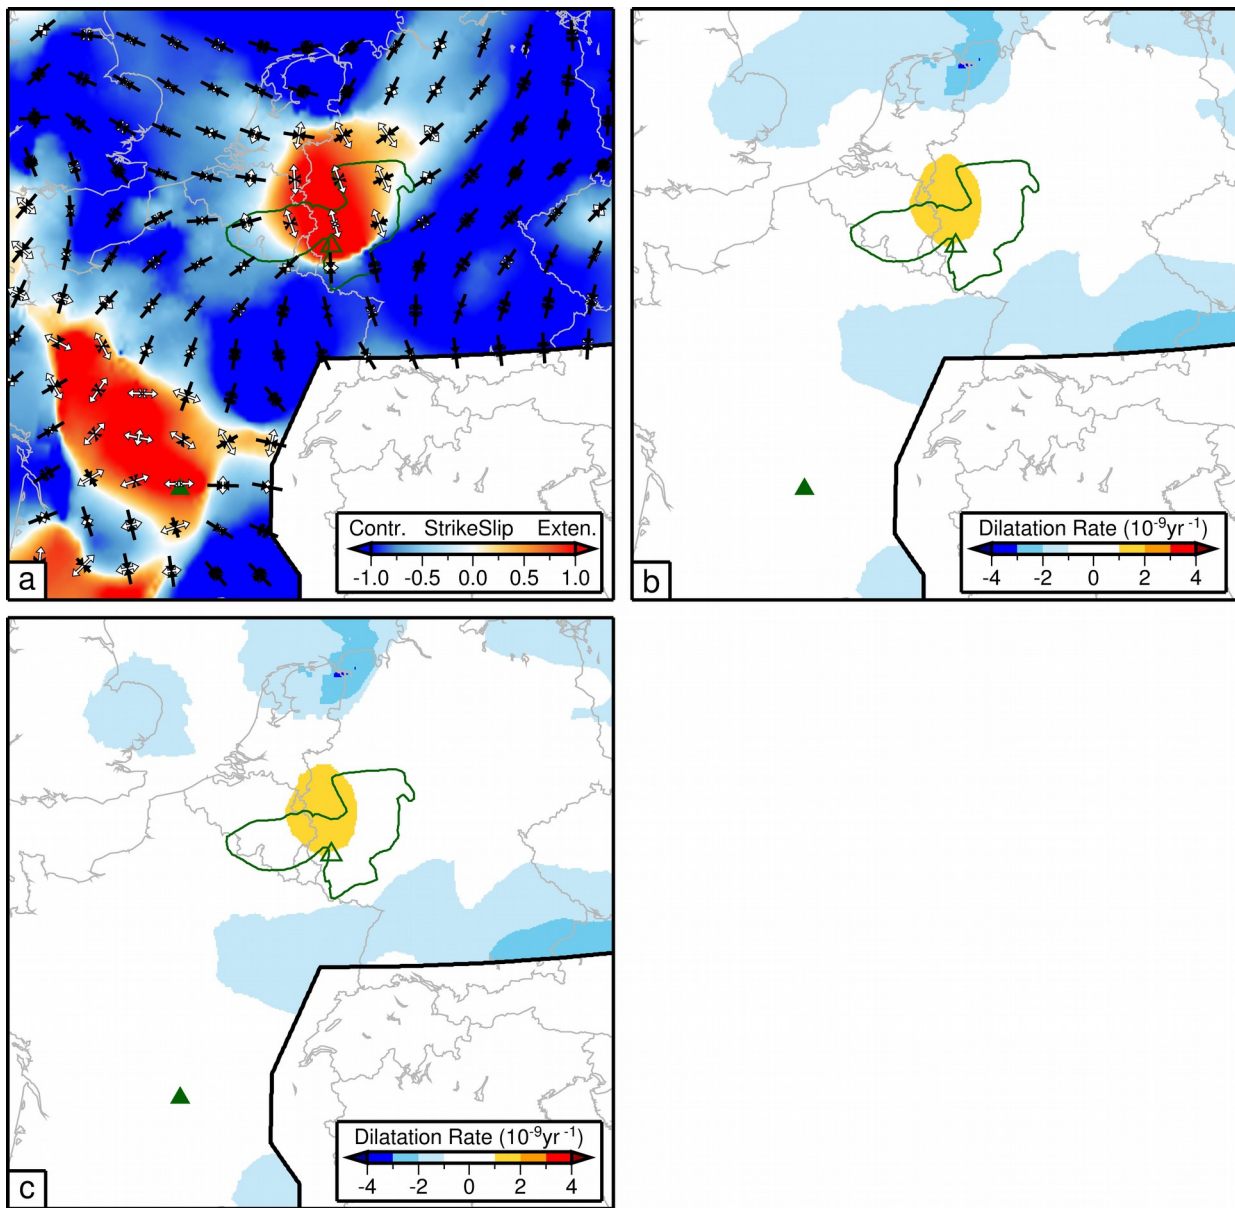 Contr. StrikeSlip Exten.
-1.0 -0.5 0.0 0.5 1.0
a
Dilatation Rate (10⁻⁹yr⁻¹)
-4 -2 0 2 4
b
Dilatation Rate (10⁻⁹yr⁻¹)
-4 -2 0 2 4
c